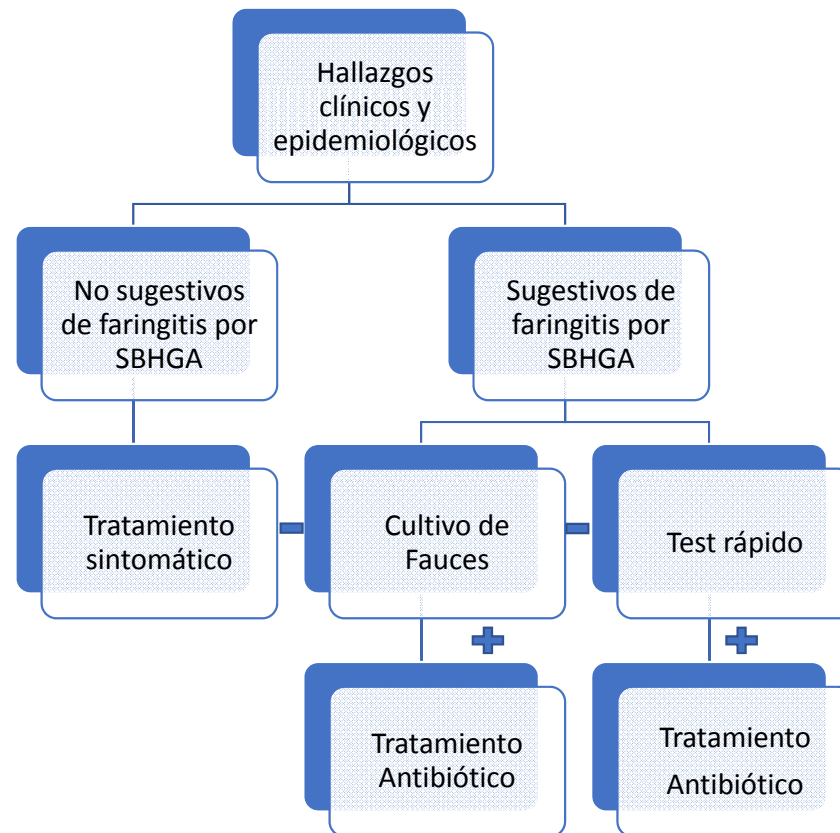 Hallazgos
clínicos y
epidemiológicos
No sugestivos
de faringitis por
SBHGA
Sugestivos de
faringitis por
SBHGA
Tratamiento
sintomático
Cultivo de
Fauces
Test rápido
Tratamiento
Antibiótico
Tratamiento
Antibiótico